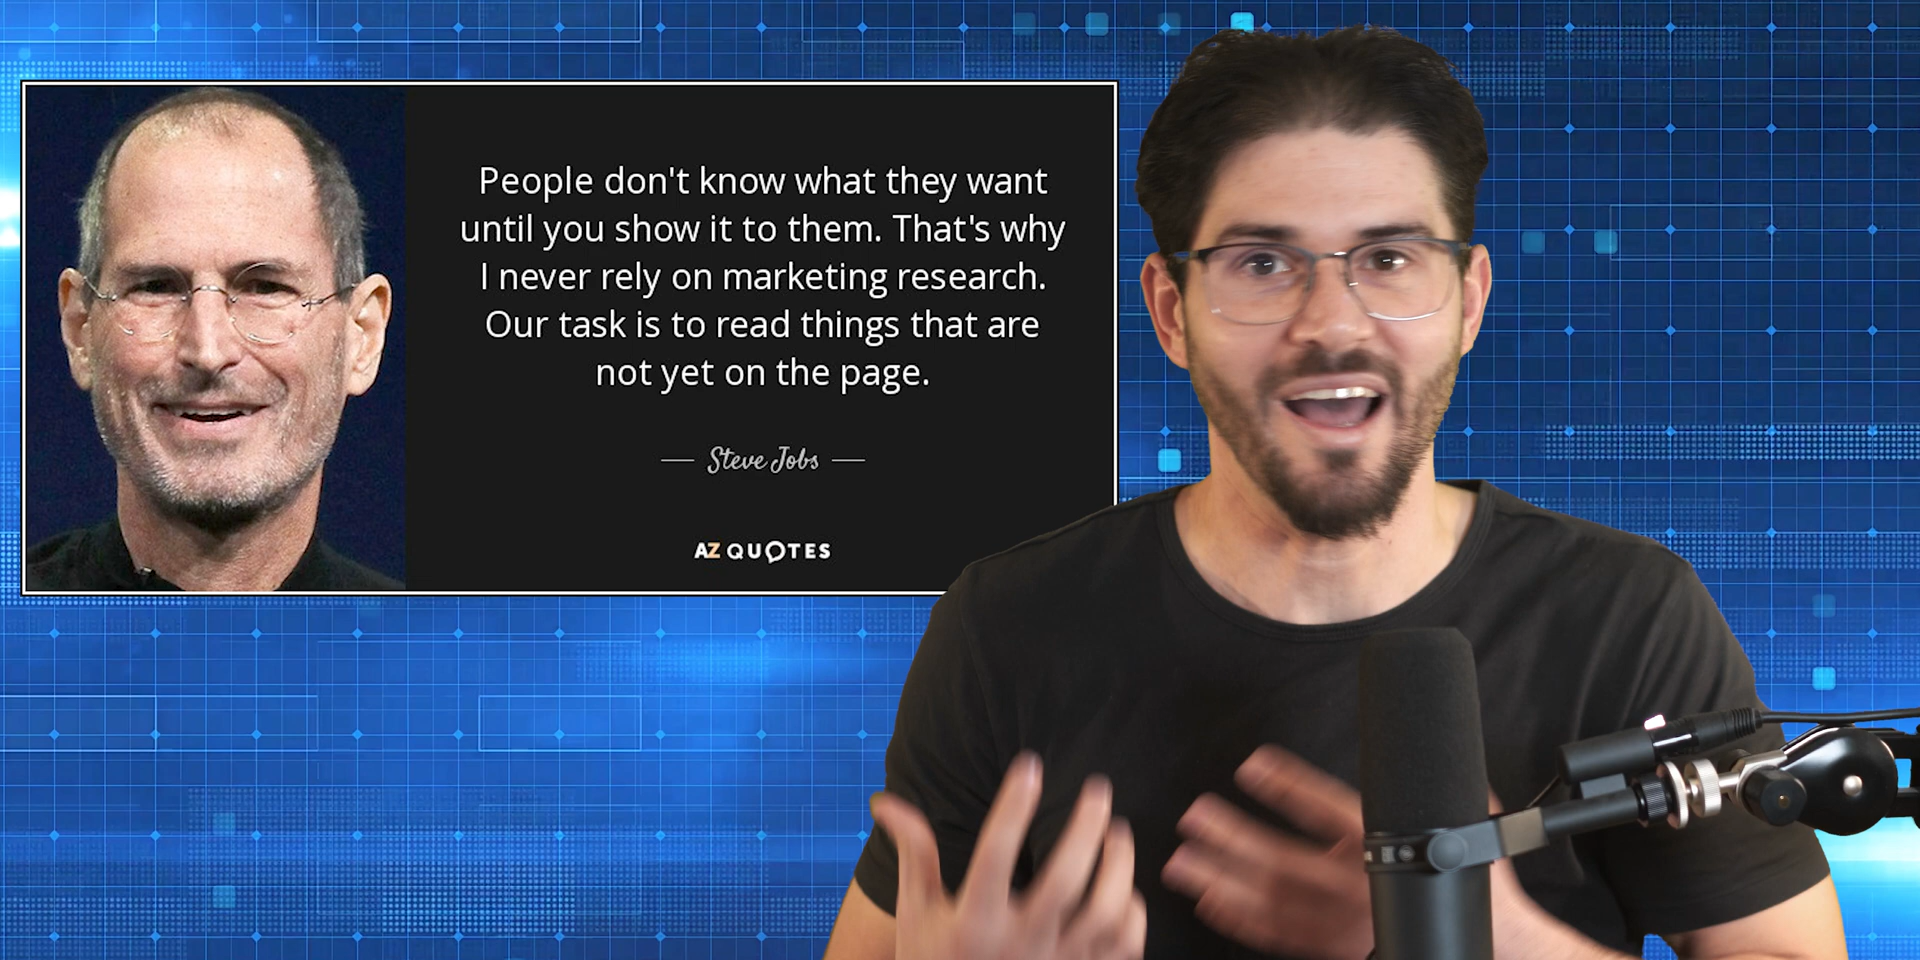 People don't know what they want
until you show it to them. That's why
I never rely on marketing research.
Our task is to read things that are
not yet on the page.
Steve Jobs
AZ QUOTES